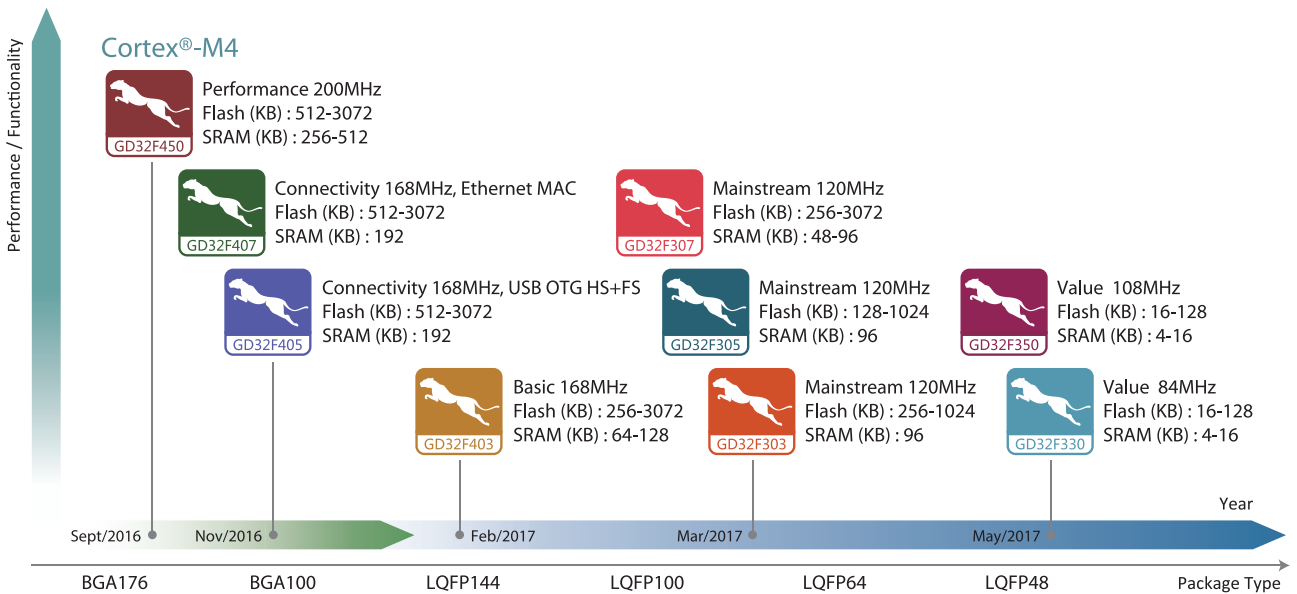 Performance / Functionality
Cortex®-M4
GD32F450
Performance 200MHz
Flash (KB) : 512-3072
SRAM (KB) : 256-512
GD32F407
Connectivity 168MHz, Ethernet MAC
Flash (KB) : 512-3072
SRAM (KB) : 192
GD32F307
Mainstream 120MHz
Flash (KB) : 256-3072
SRAM (KB) : 48-96
GD32F405
Connectivity 168MHz, USB OTG HS+FS
Flash (KB) : 512-3072
SRAM (KB) : 192
GD32F305
Mainstream 120MHz
Flash (KB) : 128-1024
SRAM (KB) : 96
GD32F350
Value 108MHz
Flash (KB) : 16-128
SRAM (KB) : 4-16
GD32F403
Basic 168MHz
Flash (KB) : 256-3072
SRAM (KB) : 64-128
GD32F303
Mainstream 120MHz
Flash (KB) : 256-1024
SRAM (KB) : 96
GD32F330
Value 84MHz
Flash (KB) : 16-128
SRAM (KB) : 4-16
Year
Sept/2016
Nov/2016
Feb/2017
Mar/2017
May/2017
BGA176
BGA100
LQFP144
LQFP100
LQFP64
LQFP48
Package Type